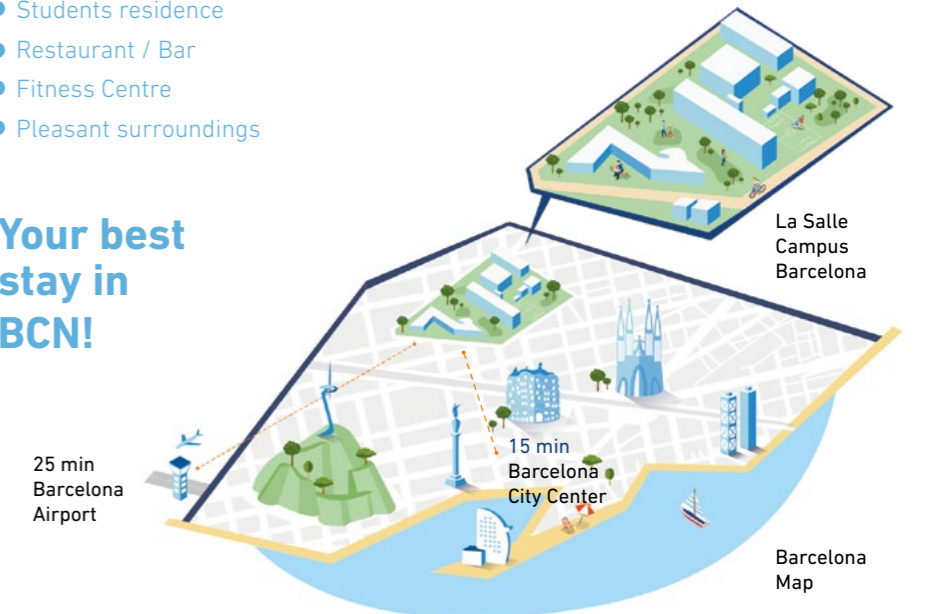 Students residence
Restaurant / Bar
Fitness Centre
Pleasant surroundings
Your best
stay in
BCN!
La Salle
Campus
Barcelona
25 min
Barcelona
Airport
15 min
Barcelona
City Center
Barcelona
Map